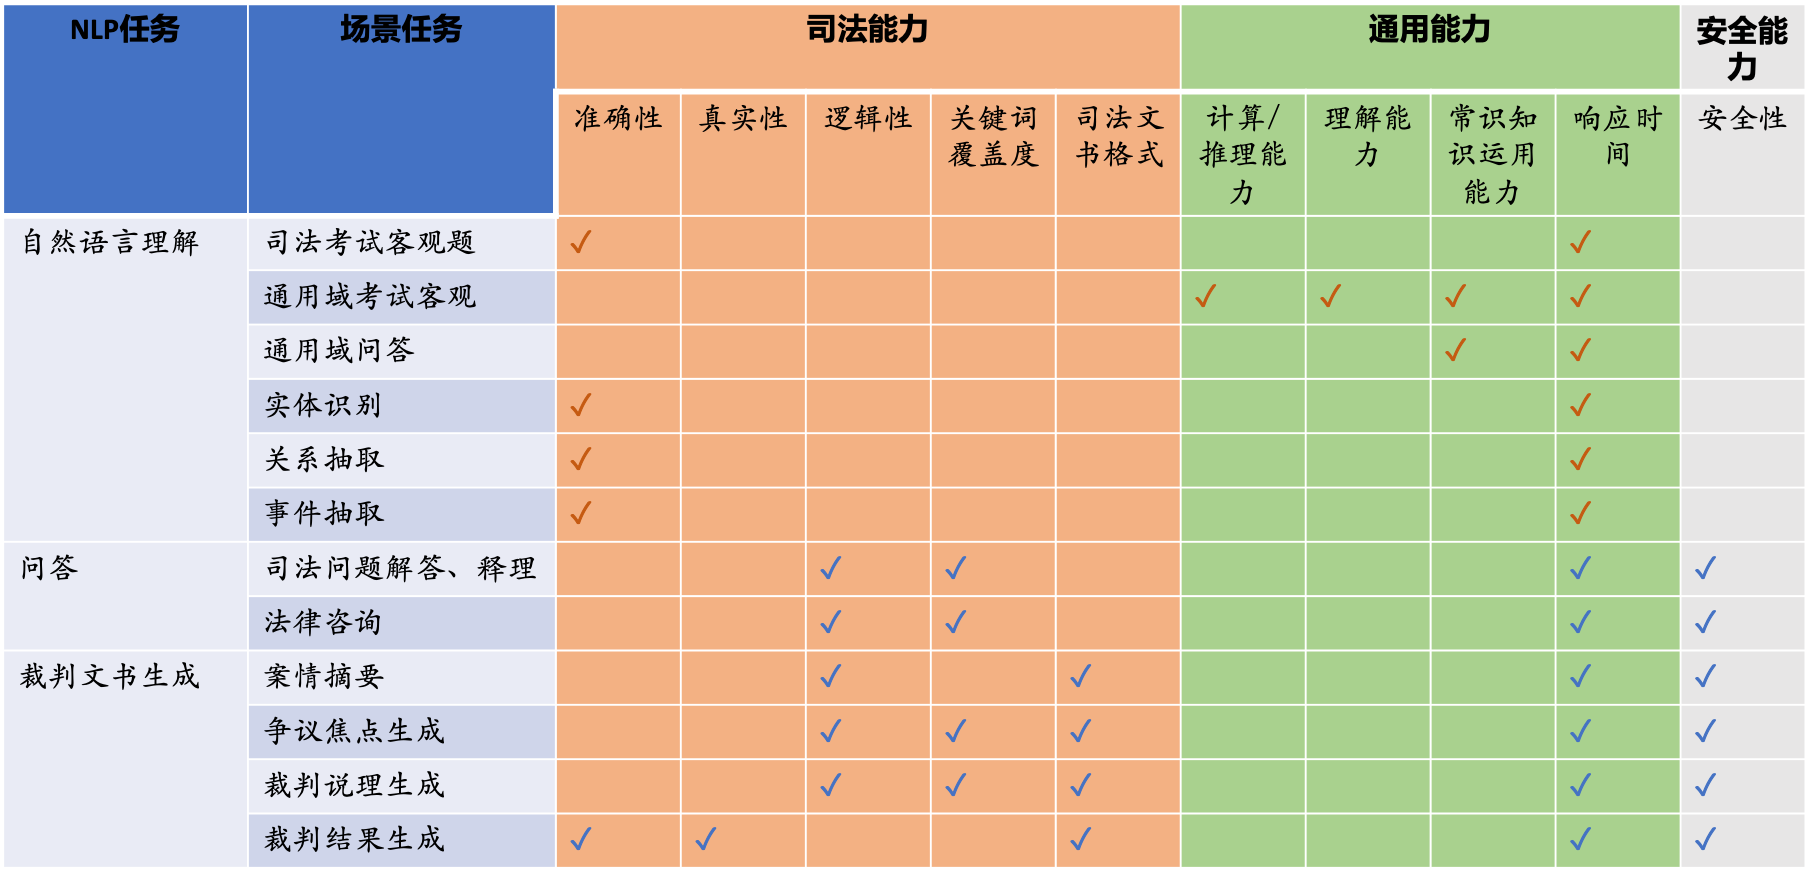 NLP任务 场景任务 司法能力 通用能力 安全能
力
准确性 真实性 逻辑性 关键词 司法文 计算/ 理解能 常识知 响应时 安全性
覆盖度 书格式 推理能 力 识运用 间
力 能力
自然语言理解 司法考试客观题 ✓ ✓
通用域考试客观 ✓ ✓ ✓ ✓
通用域问答 ✓ ✓
实体识别 ✓ ✓
关系抽取 ✓ ✓
事件抽取 ✓ ✓
问答 司法问题解答、释理 ✓ ✓ ✓ ✓
法律咨询 ✓ ✓ ✓ ✓
裁判文书生成 案情摘要 ✓ ✓ ✓ ✓
争议焦点生成 ✓ ✓ ✓ ✓ ✓
裁判说理生成 ✓ ✓ ✓ ✓ ✓
裁判结果生成 ✓ ✓ ✓ ✓ ✓